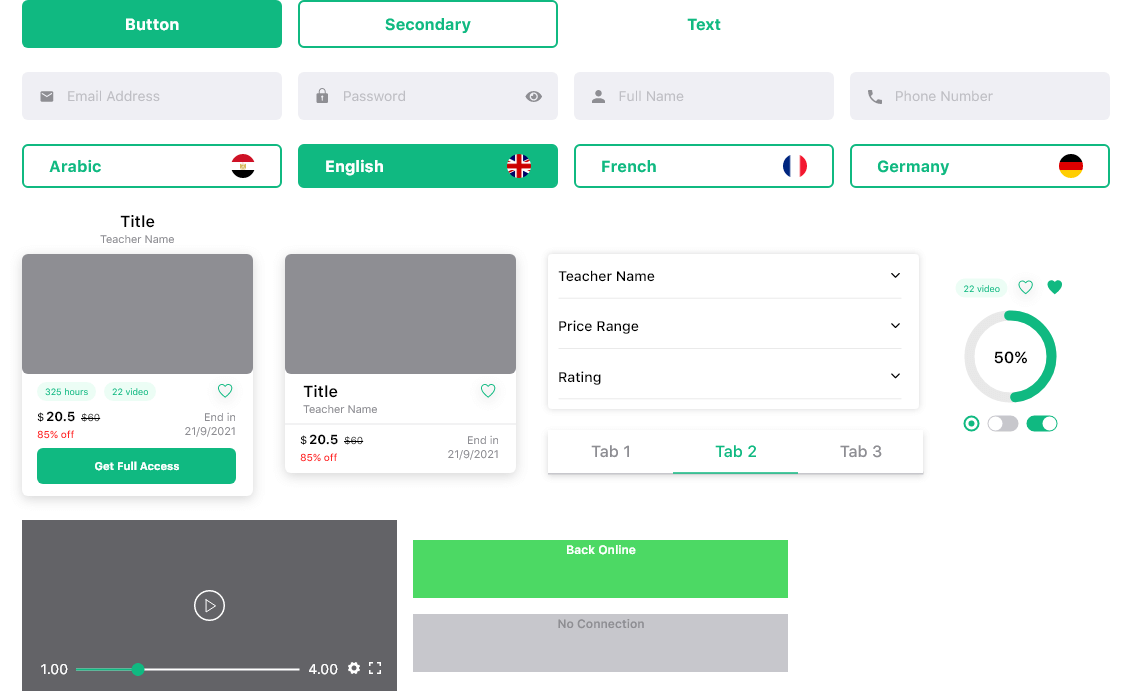 Button
Secondary
Text
Email Address
Password
Full Name
Phone Number
Arabic
English
French
Germany
Title
Teacher Name
325 hours
22 video
$ 20.5 $60
End in
85% off
21/9/2021
Get Full Access
Title
Teacher Name
$ 20.5 $60
End in
85% off
21/9/2021
Teacher Name
Price Range
Rating
Tab 1
Tab 2
Tab 3
22 video
50%
1.00
4.00
Back Online
No Connection